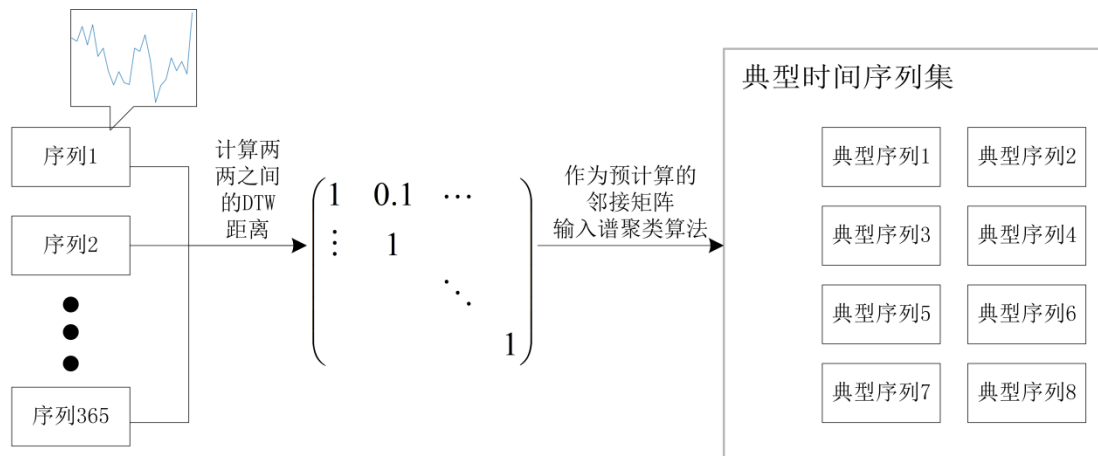 典型时间序列集
序列1
序列2
序列365
计算两
两之间
的DTW
距离
1 0.1 ⋯
⋮ 1
⋱
1
作为预计算的
邻接矩阵
输入谱聚类算法
典型序列1 典型序列2
典型序列3 典型序列4
典型序列5 典型序列6
典型序列7 典型序列8